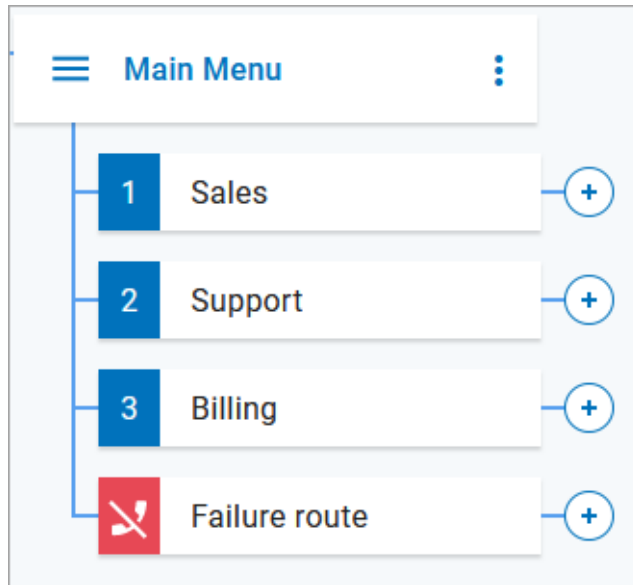 Main Menu
1 Sales
2 Support
3 Billing
Failure route